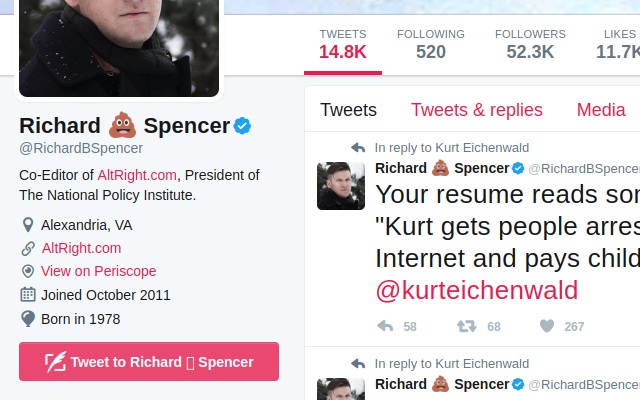 TWEETS FOLLOWING FOLLOWERS LIKES
14.8K 520 52.3K 11.7K
Richard 💩 Spencer
@RichardBSpencer
Co-Editor of AltRight.com, President of
The National Policy Institute.
Alexandria, VA
AltRight.com
View on Periscope
Joined October 2011
Born in 1978
Tweet to Richard Spencer
Tweets Tweets & replies Media
In reply to Kurt Eichenwald
Richard 💩 Spencer @RichardBSpencer
Your resume reads
"Kurt gets people
Internet and pays
@kurteichenwald
58 68 267
In reply to Kurt Eichenwald
Richard 💩 Spencer @RichardBSpencer